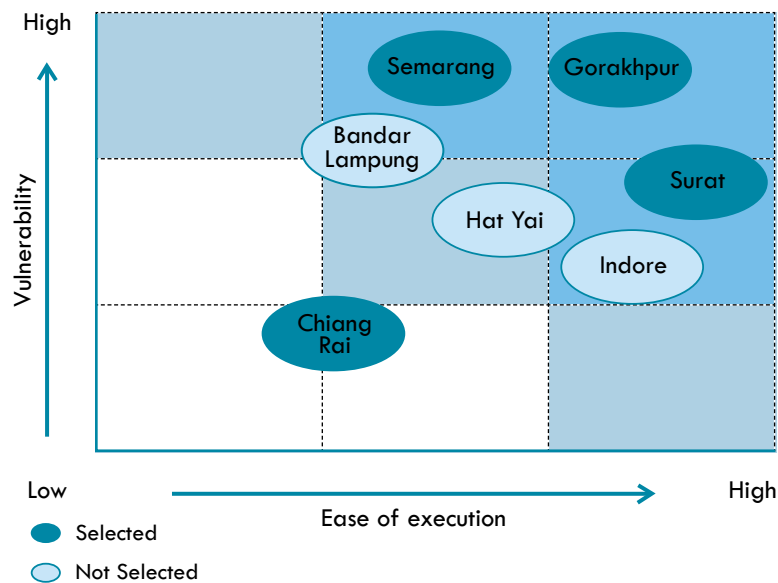 High
Semarang
Gorakhpur
Bandar
Lampung
Surat
Hat Yai
Indore
Chiang
Rai
Vulnerability
Low
High
Ease of execution
Selected
Not Selected